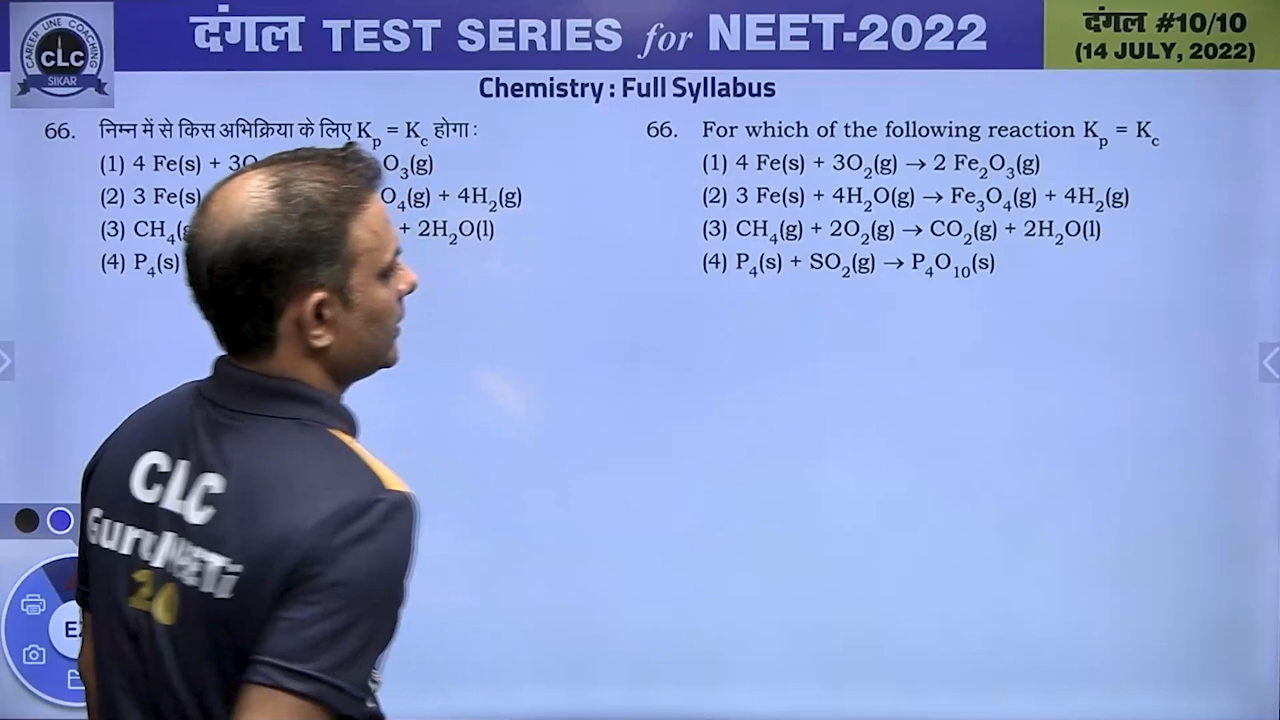 दंगल TEST SERIES for NEET-2022
दंगल #10/10
(14 JULY, 2022)
CAREER LINE COACHING
CLC
SIKAR
Chemistry : Full Syllabus
66. निम्न में से किस अभिक्रिया के लिए Kp = Kc होगा :
(1) 4 Fe(s) + 3O O₃(g)
(2) 3 Fe(s) O₄(g) + 4H₂(g)
(3) CH₄(g + 2H₂O(l)
(4) P₄(s)
66. For which of the following reaction Kp = Kc
(1) 4 Fe(s) + 3O₂(g) → 2 Fe₂O₃(g)
(2) 3 Fe(s) + 4H₂O(g) → Fe₃O₄(g) + 4H₂(g)
(3) CH₄(g) + 2O₂(g) → CO₂(g) + 2H₂O(l)
(4) P₄(s) + SO₂(g) → P₄O₁₀(s)
CLC
2.0